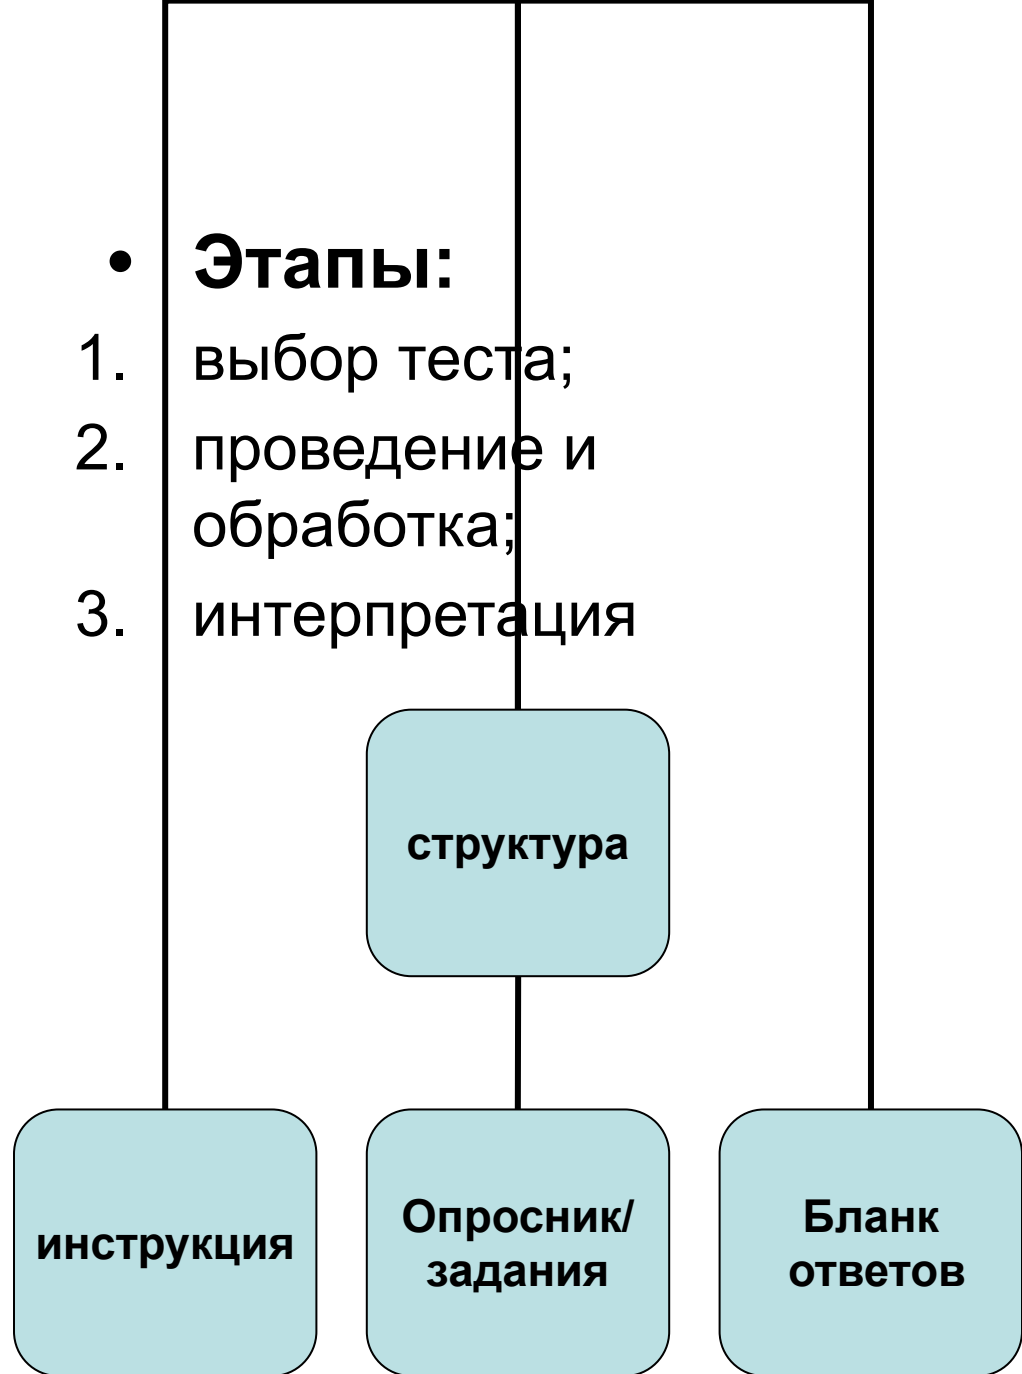 • Этапы:
1. выбор теста;
2. проведение и
обработка;
3. интерпретация
структура
инструкция
Опросник/
задания
Бланк
ответов